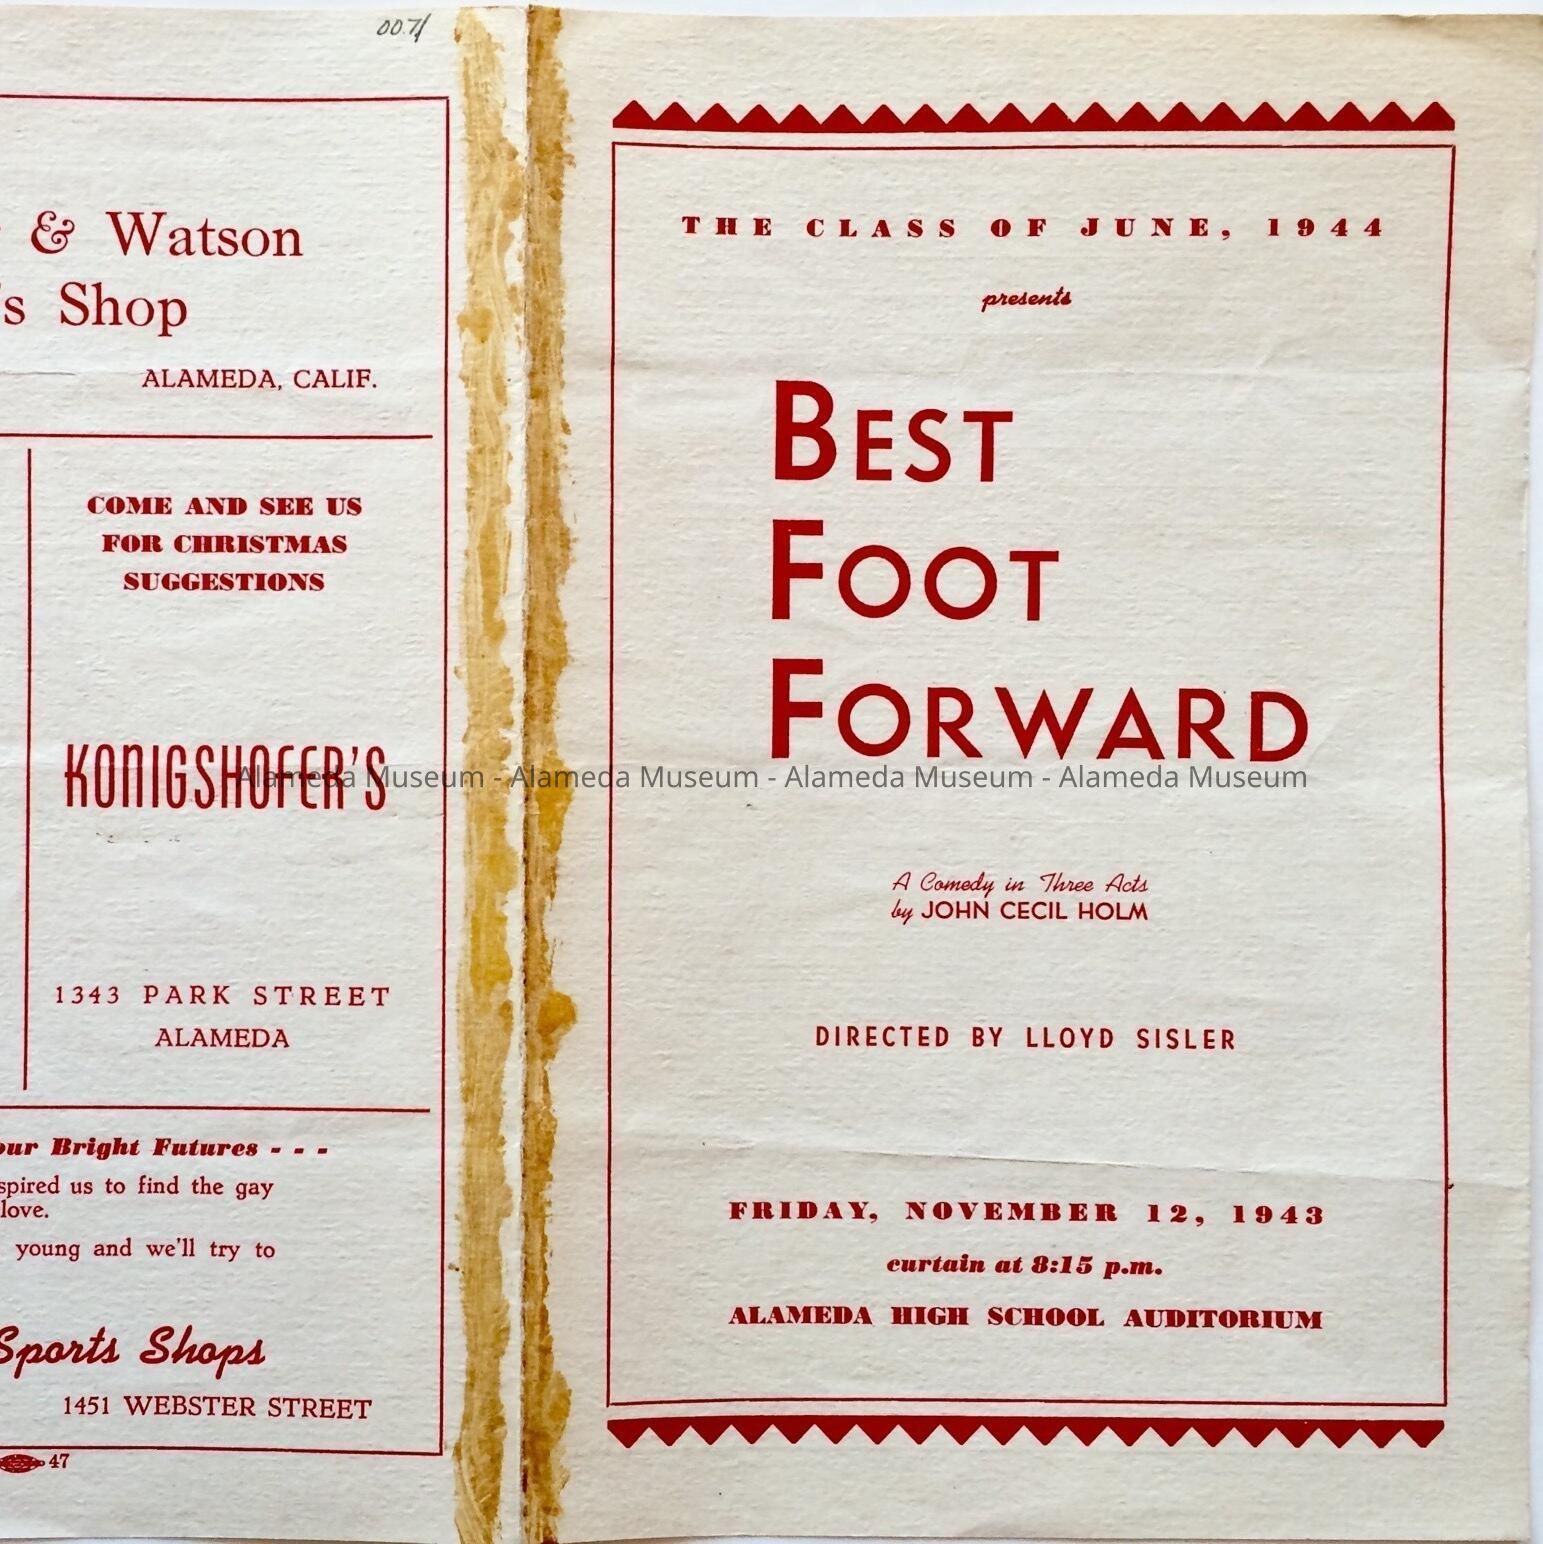 007/
& Watson
's Shop
ALAMEDA, CALIF.
COME AND SEE US
FOR CHRISTMAS
SUGGESTIONS
KONIGSHOFER'S
1343 PARK STREET
ALAMEDA
our Bright Futures - - -
spired us to find the gay
love.
young and we'll try to
Sports Shops
1451 WEBSTER STREET
47
THE CLASS OF JUNE, 1944
presents
BEST
FOOT
FORWARD
Alameda Museum - Alameda Museum - Alameda Museum - Alameda Museum
A Comedy in Three Acts
by JOHN CECIL HOLM
DIRECTED BY LLOYD SISLER
FRIDAY, NOVEMBER 12, 1943
curtain at 8:15 p.m.
ALAMEDA HIGH SCHOOL AUDITORIUM